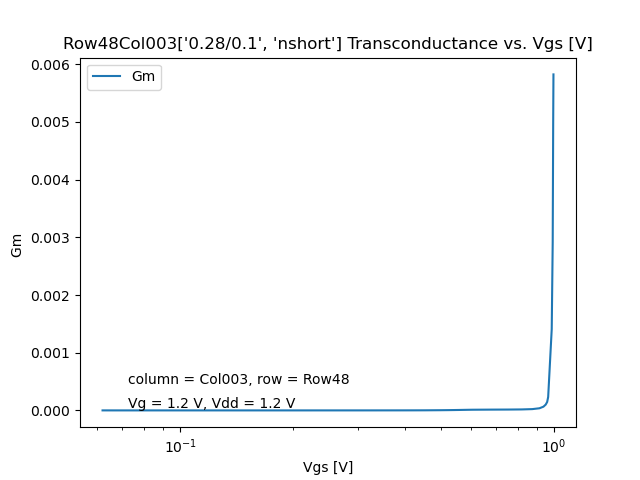 Row48Col003['0.28/0.1', 'nshort'] Transconductance vs. Vgs [V]
0.006
Gm
0.005
0.004
0.003
Gm
0.002
0.001
column = Col003, row = Row48
Vg = 1.2 V, Vdd = 1.2 V
0.000
10⁻¹
10⁰
Vgs [V]